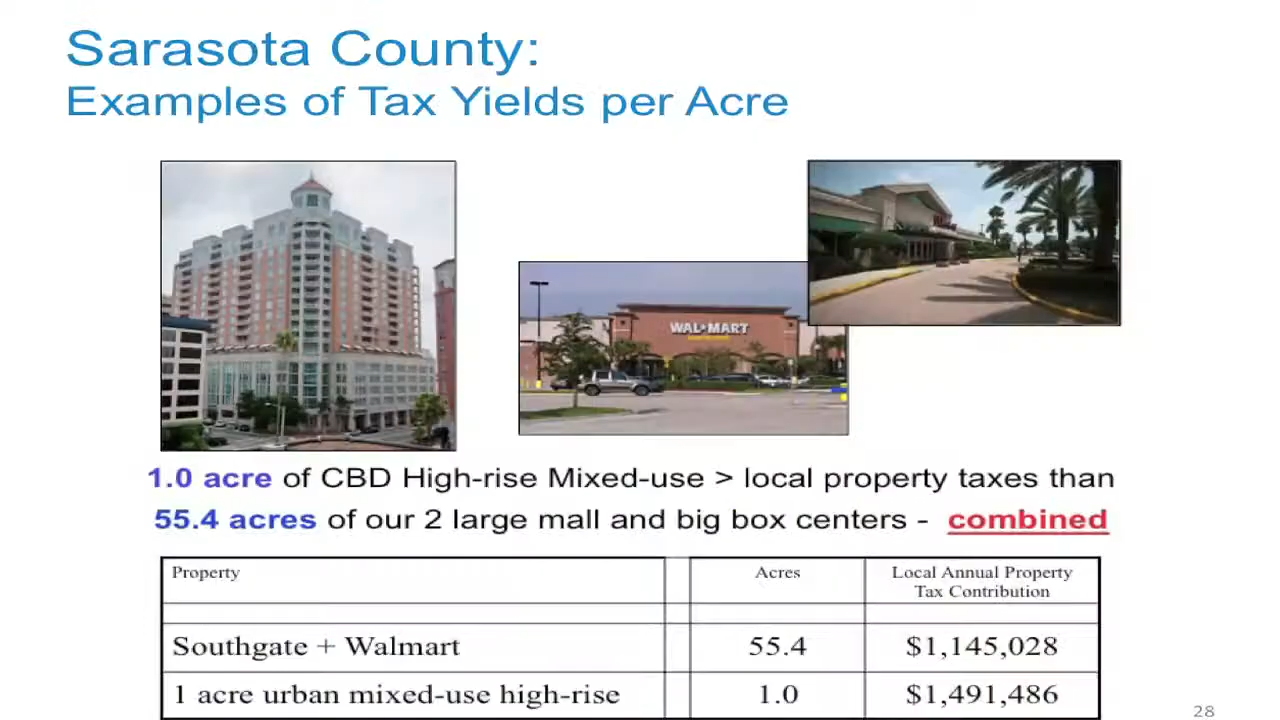 Sarasota County:
Examples of Tax Yields per Acre
WAL★MART
1.0 acre of CBD High-rise Mixed-use > local property taxes than
55.4 acres of our 2 large mall and big box centers - combined
Property Acres Local Annual Property
Tax Contribution
Southgate + Walmart 55.4 $1,145,028
1 acre urban mixed-use high-rise 1.0 $1,491,486
28